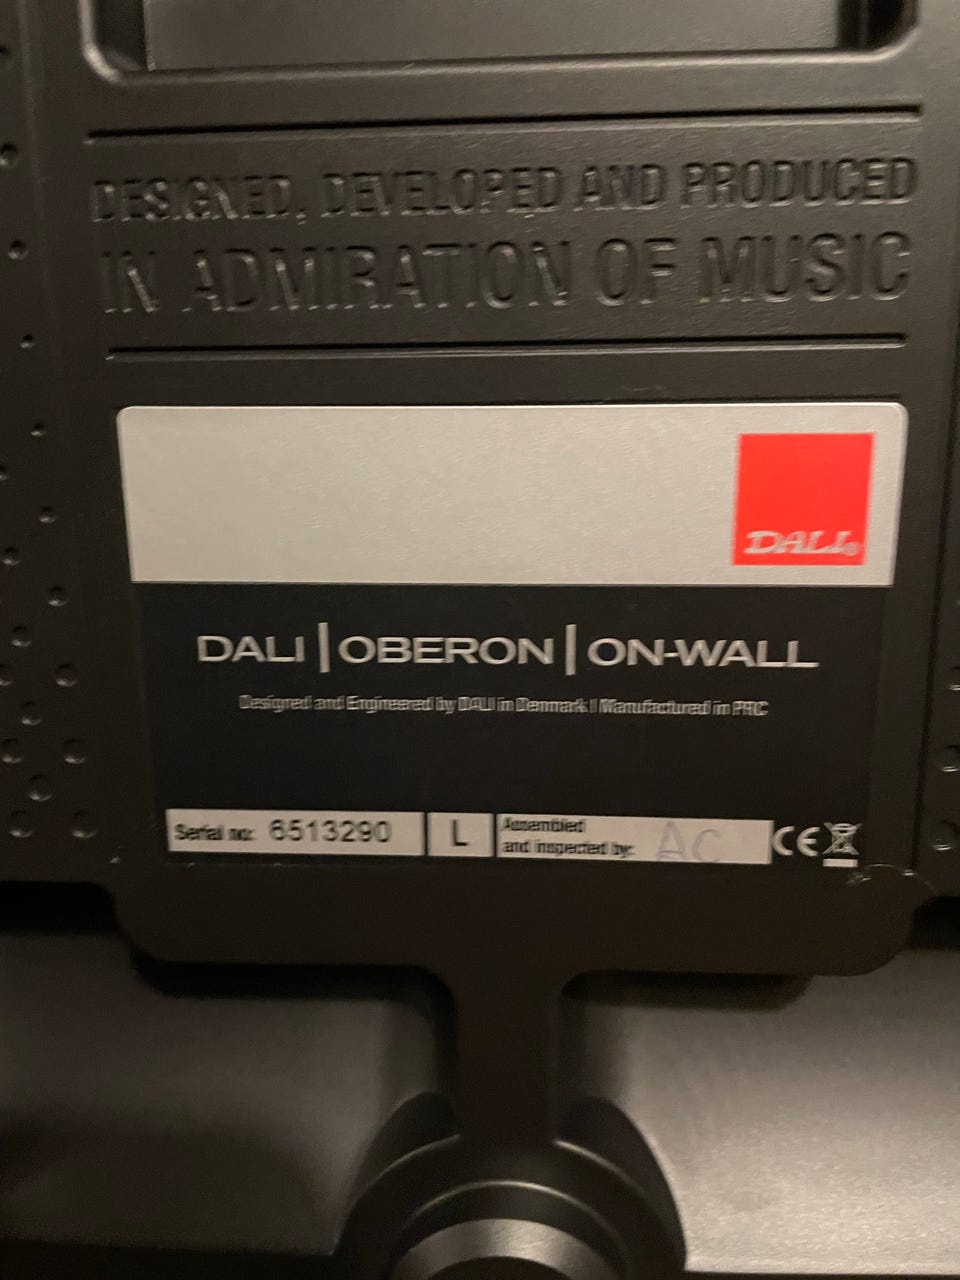 DESIGNED, DEVELOPED AND PRODUCED
IN ADMIRATION OF MUSIC
DALI®
DALI | OBERON | ON-WALL
Designed and Engineered by DALI in Denmark | Manufactured in PRC
Serial no: 6513290
L
Assembled
and inspected by: AC
CE